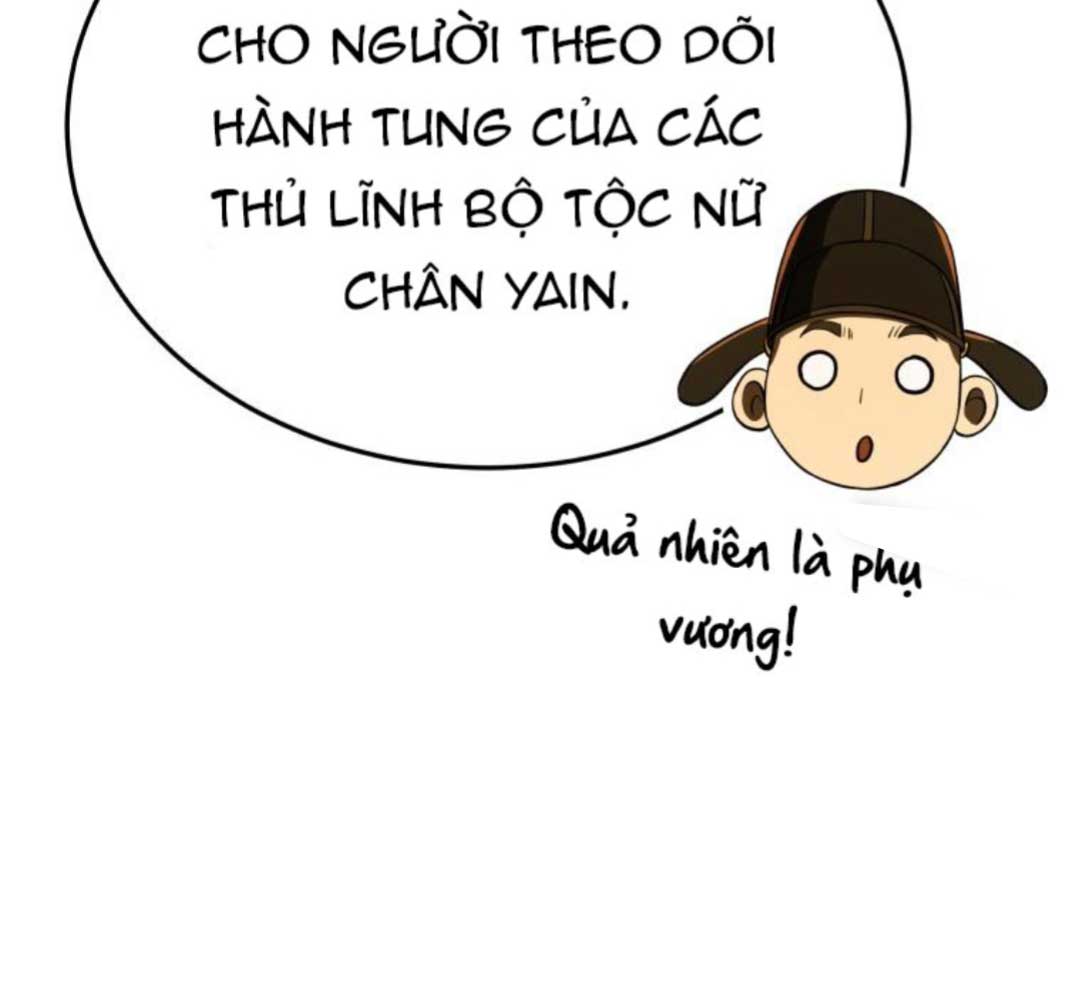 CHO NGƯỜI THEO DÕI
HÀNH TUNG CỦA CÁC
THỦ LĨNH BỘ TỘC NỮ
CHÂN YAIN.
Quả nhiên là phụ
vương!